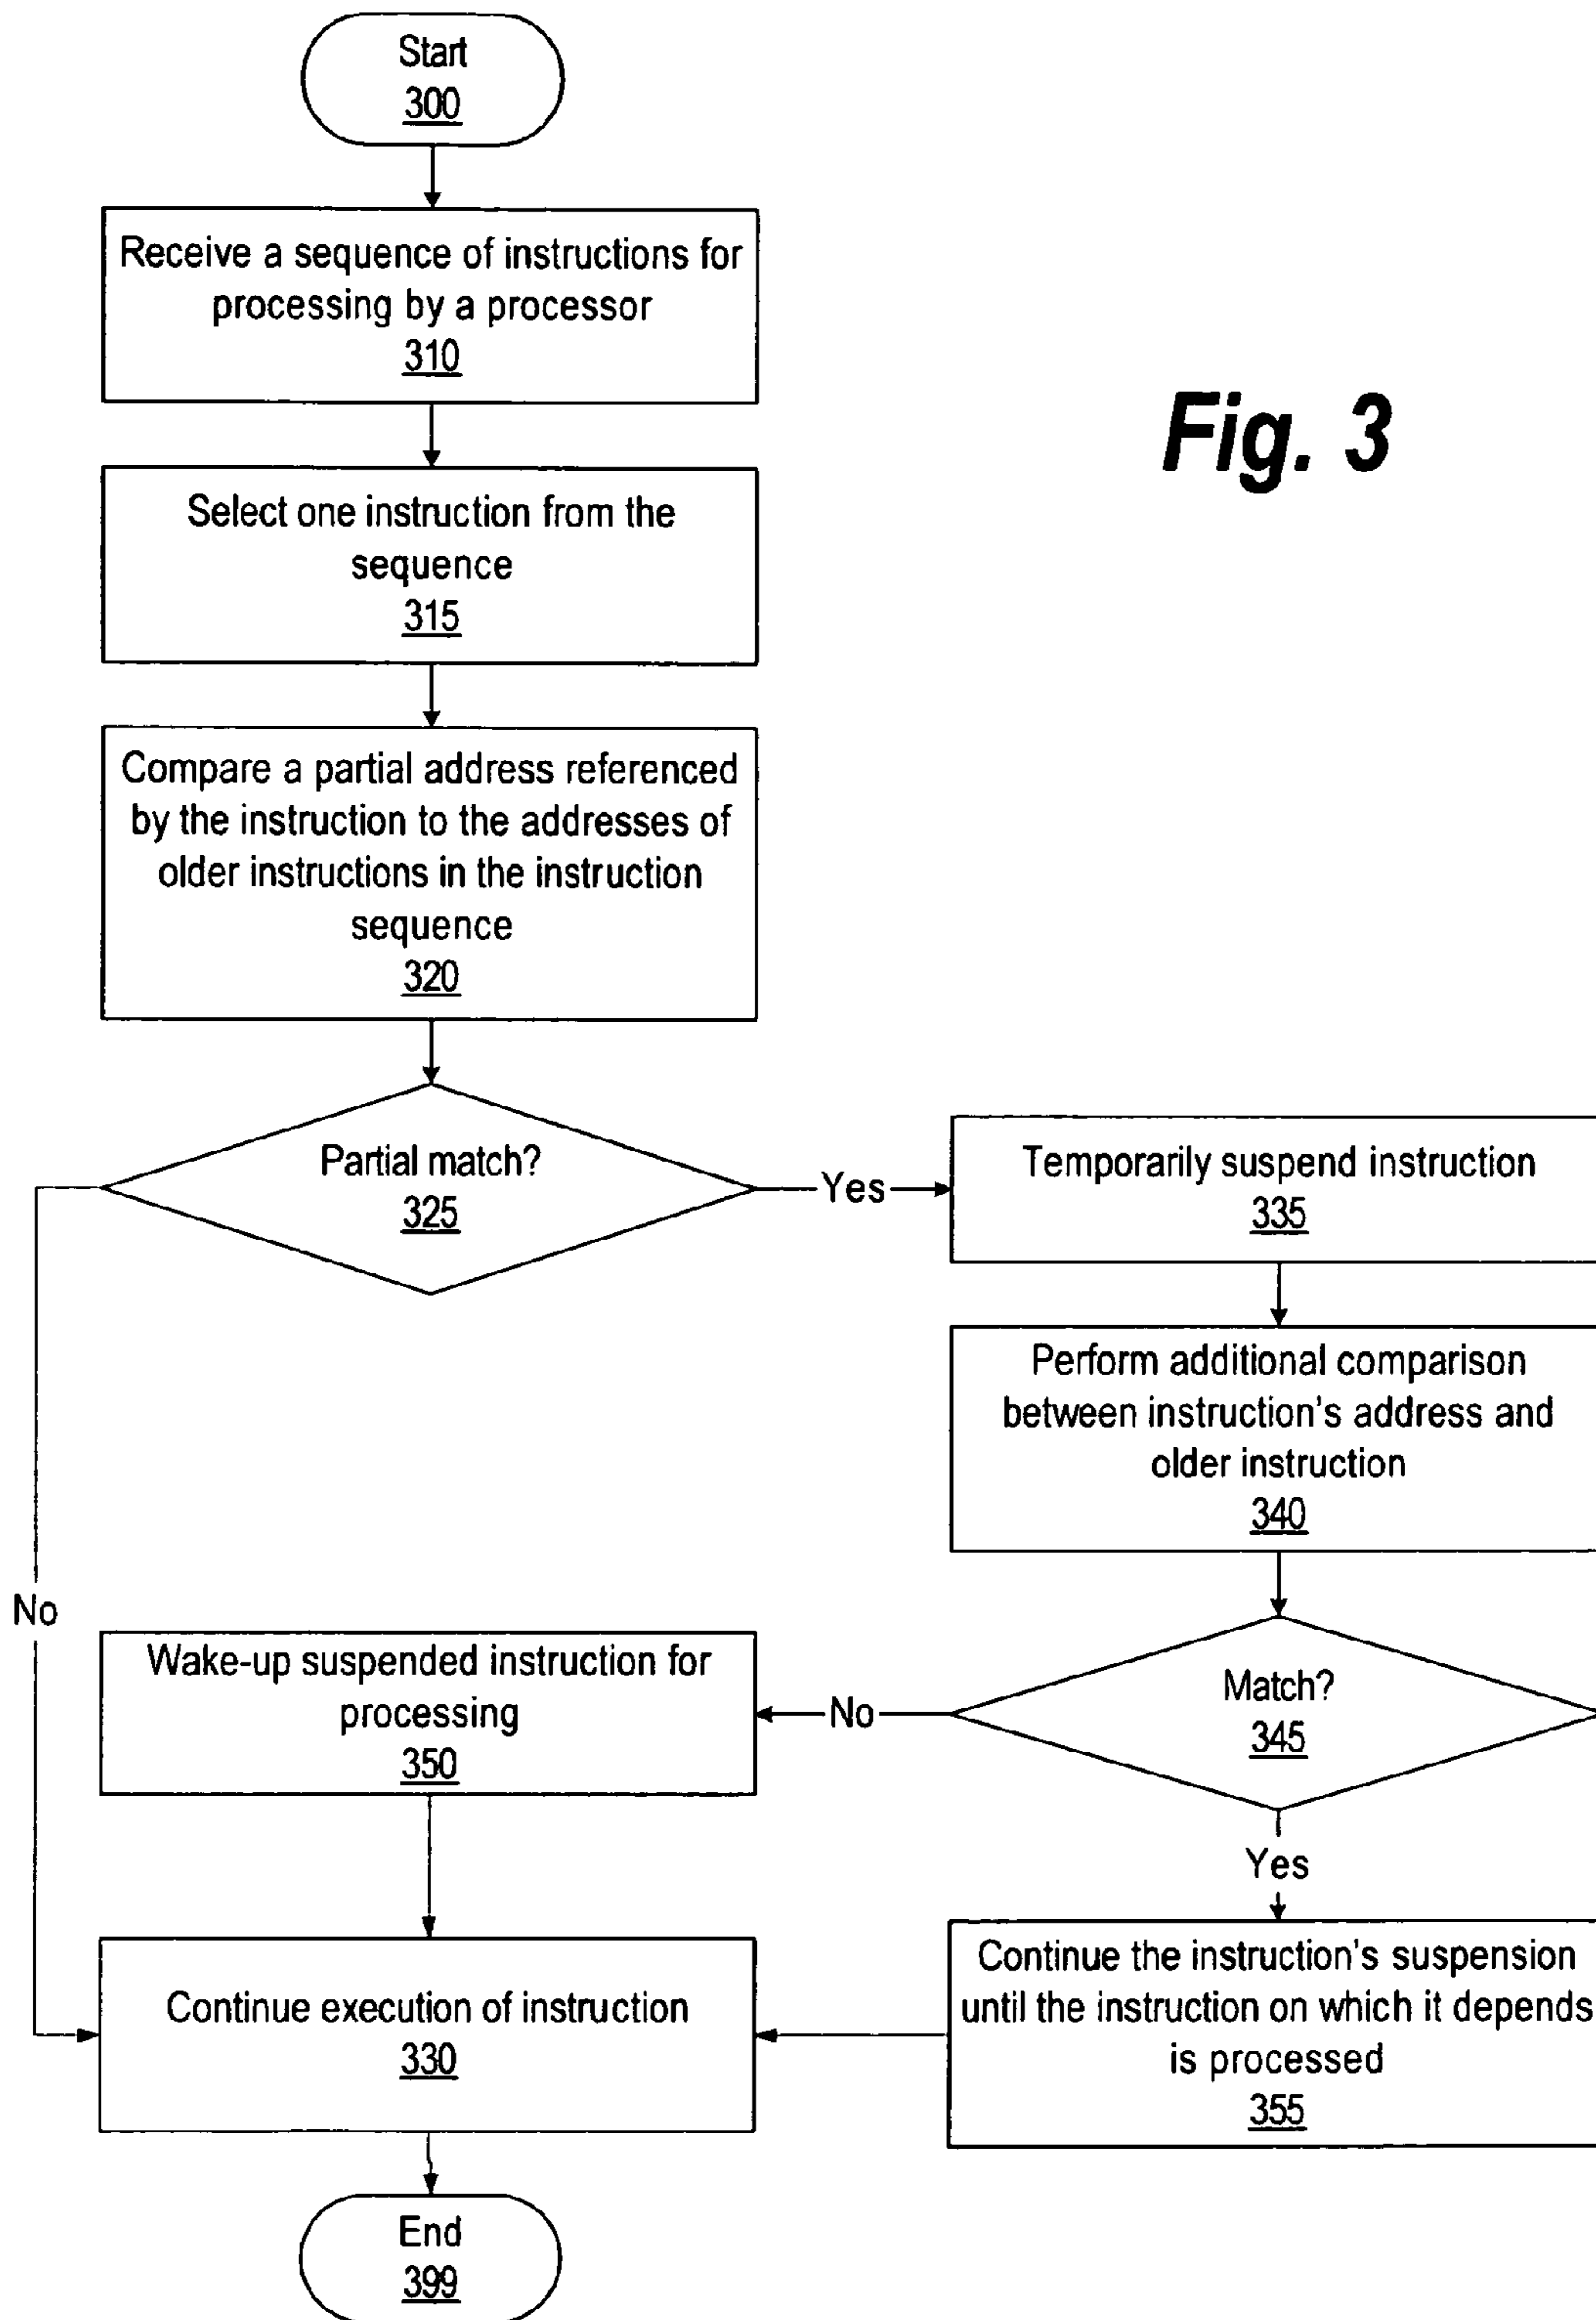 Start
300
Receive a sequence of instructions for
processing by a processor
310
Fig. 3
Select one instruction from the
sequence
315
Compare a partial address referenced
by the instruction to the addresses of
older instructions in the instruction
sequence
320
Partial match?
325
Yes
Temporarily suspend instruction
335
Perform additional comparison
between instruction's address and
older instruction
340
No
Match?
345
No
Wake-up suspended instruction for
processing
350
Yes
Continue the instruction's suspension
until the instruction on which it depends
is processed
355
Continue execution of instruction
330
End
399